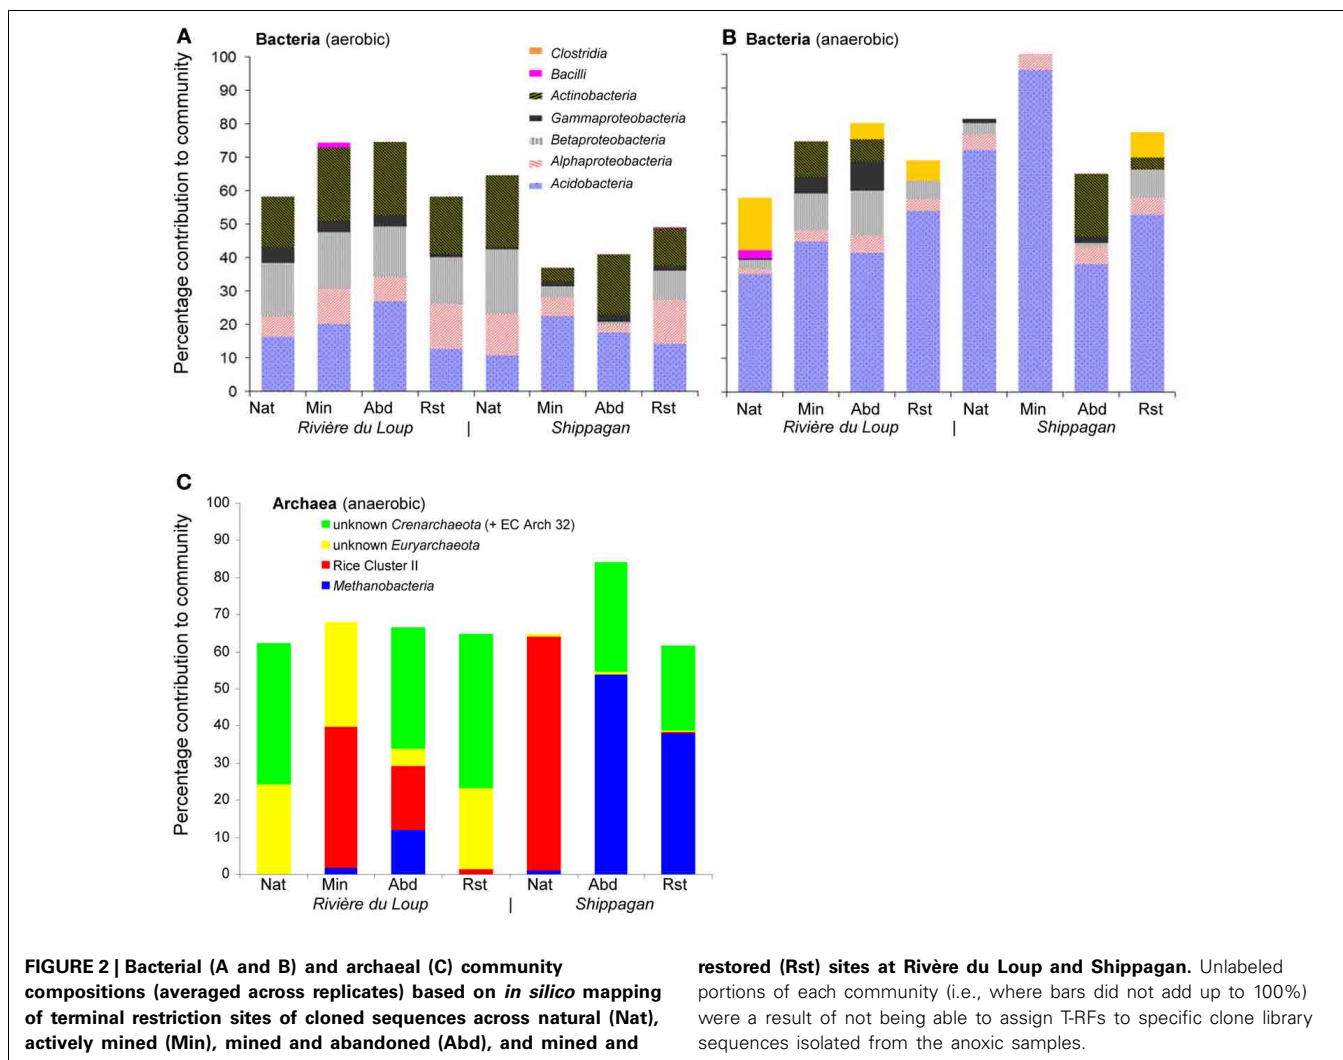 A
Bacteria (aerobic)
Percentage contribution to community
100
90
80
70
60
50
40
30
20
10
0
Clostridia
Bacilli
Actinobacteria
Gammaproteobacteria
Betaproteobacteria
Alphaproteobacteria
Acidobacteria
Nat Min Abd Rst Nat Min Abd Rst
Rivière du Loup | Shippagan
B
Bacteria (anaerobic)
Nat Min Abd Rst Nat Min Abd Rst
Rivière du Loup | Shippagan
C
Archaea (anaerobic)
Percentage contribution to community
100
90
80
70
60
50
40
30
20
10
0
unknown Crenarchaeota (+ EC Arch 32)
unknown Euryarchaeota
Rice Cluster II
Methanobacteria
Nat Min Abd Rst Nat Abd Rst
Rivière du Loup | Shippagan
FIGURE 2 | Bacterial (A and B) and archaeal (C) community
compositions (averaged across replicates) based on in silico mapping
of terminal restriction sites of cloned sequences across natural (Nat),
actively mined (Min), mined and abandoned (Abd), and mined and
restored (Rst) sites at Rivère du Loup and Shippagan. Unlabeled
portions of each community (i.e., where bars did not add up to 100%)
were a result of not being able to assign T-RFs to specific clone library
sequences isolated from the anoxic samples.